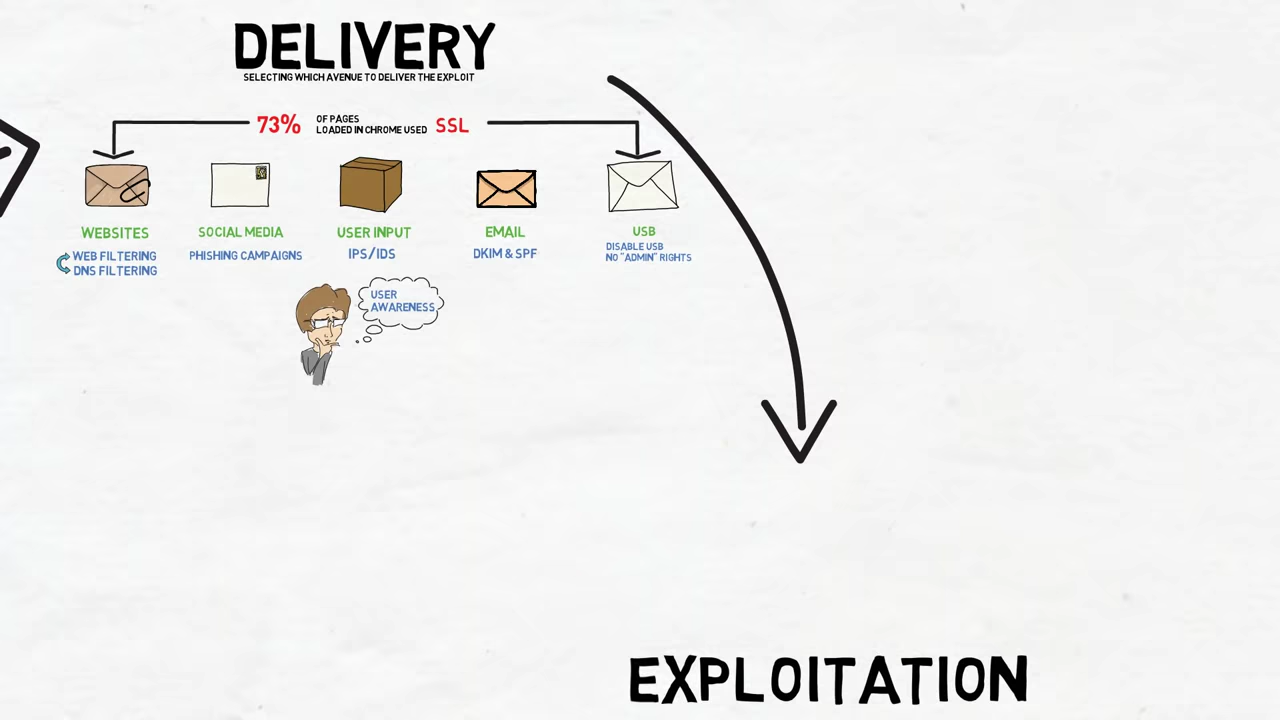 DELIVERY
SELECTING WHICH AVENUE TO DELIVER THE EXPLOIT
73% OF PAGES
LOADED IN CHROME USED SSL
WEBSITES
WEB FILTERING
DNS FILTERING
SOCIAL MEDIA
PHISHING CAMPAIGNS
USER INPUT
IPS/IDS
EMAIL
DKIM & SPF
USB
DISABLE USB
NO "ADMIN" RIGHTS
USER
AWARENESS
EXPLOITATION